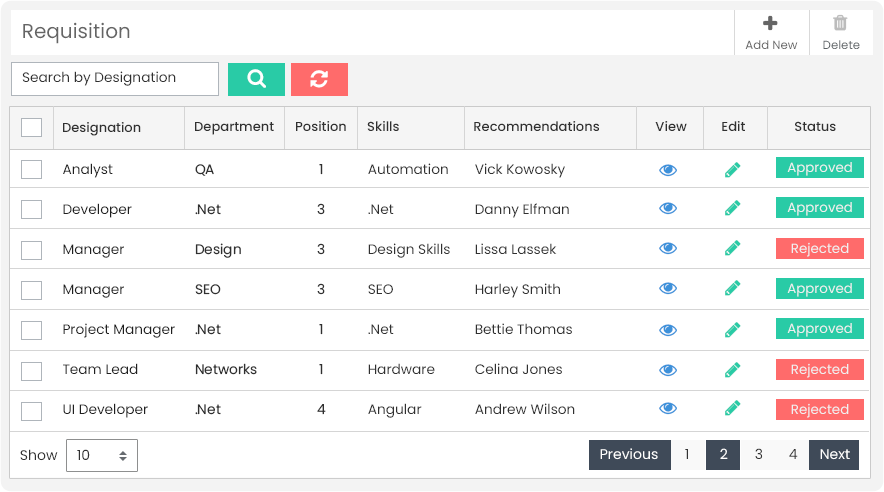 Requisition
Add New Delete
Search by Designation
Designation Department Position Skills Recommendations View Edit Status
Analyst QA 1 Automation Vick Kowosky Approved
Developer .Net 3 .Net Danny Elfman Approved
Manager Design 3 Design Skills Lissa Lassek Rejected
Manager SEO 3 SEO Harley Smith Approved
Project Manager .Net 1 .Net Bettie Thomas Approved
Team Lead Networks 1 Hardware Celina Jones Rejected
UI Developer .Net 4 Angular Andrew Wilson Rejected
Show 10 Previous 1 2 3 4 Next